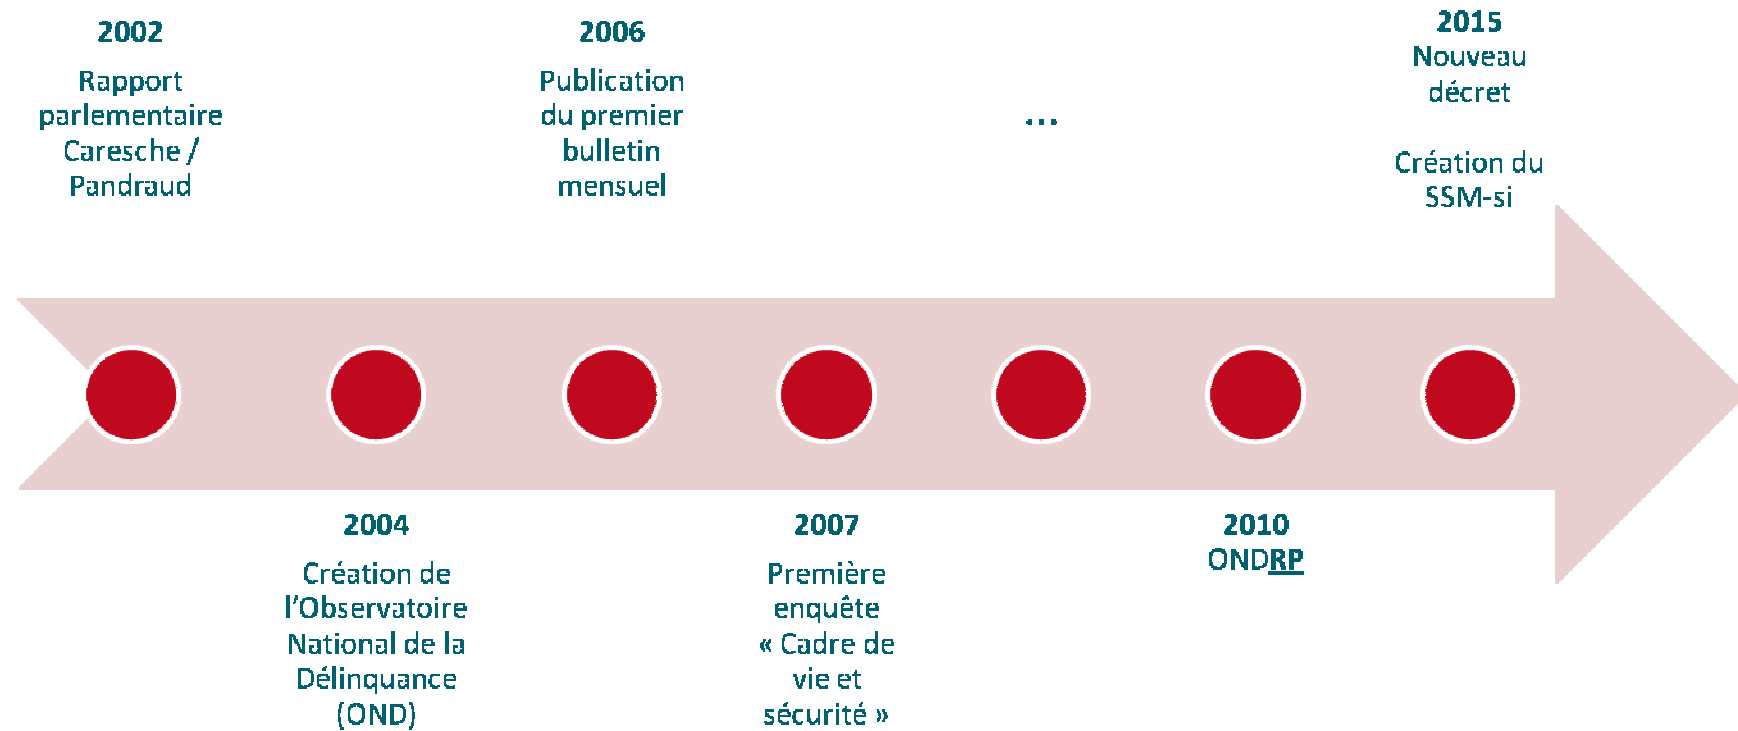 2002
Rapport
parlementaire
Caresche /
Pandraud
2006
Publication
du premier
bulletin
mensuel
...
2015
Nouveau
décret
Création du
SSM-si
2004
Création de
l’Observatoire
National de la
Délinquance
(OND)
2007
Première
enquête
« Cadre de
vie et
sécurité »
2010
ONDRP